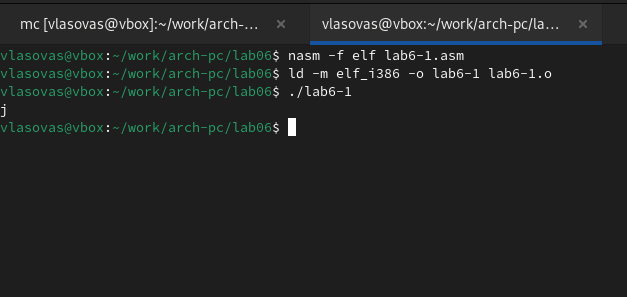 mc [vlasovas@vbox]:~/work/arch-...
vlasovas@vbox:~/work/arch-pc/la...
vlasovas@vbox:~/work/arch-pc/lab06$ nasm -f elf lab6-1.asm
vlasovas@vbox:~/work/arch-pc/lab06$ ld -m elf_i386 -o lab6-1 lab6-1.o
vlasovas@vbox:~/work/arch-pc/lab06$ ./lab6-1
j
vlasovas@vbox:~/work/arch-pc/lab06$